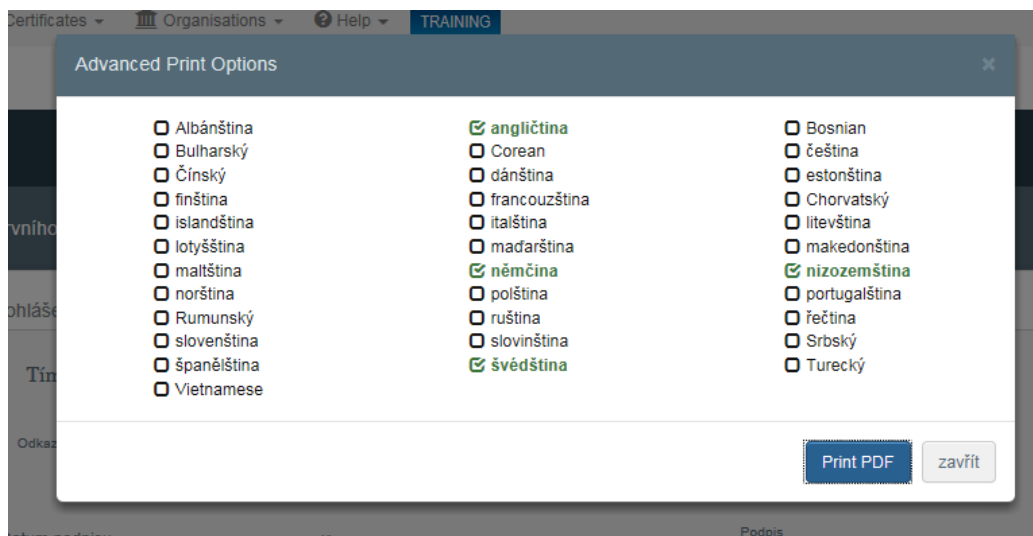 Certificates Organisations Help TRAINING
Advanced Print Options ×
Albánština angličtina Bosnian
Bulharský Corean čeština
Čínský dánština estonština
finština francouzština Chorvatský
islandština italština litevština
lotyšština maďarština makedonština
maltština němčina nizozemština
norština polština portugalština
Rumunský ruština řečtina
slovenština slovinština Srbský
španělština švédština Turecký
Vietnamese
Odkaz
Print PDF zavřít
Podpis